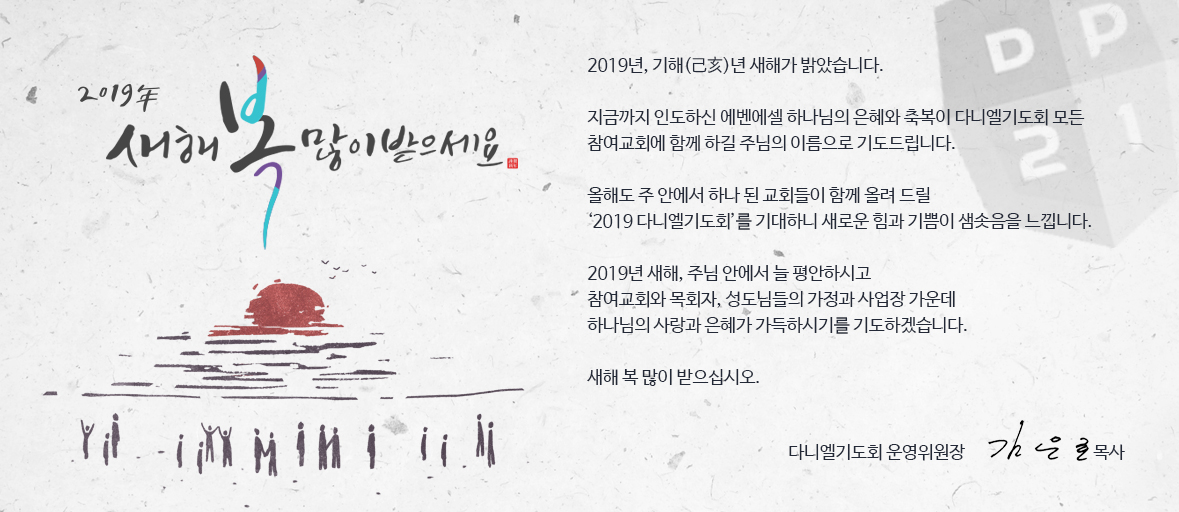 2019年
새해 복 많이 받으세요
2019년, 기해(己亥)년 새해가 밝았습니다.
지금까지 인도하신 에벤에셀 하나님의 은혜와 축복이 다니엘기도회 모든
참여교회에 함께 하길 주님의 이름으로 기도드립니다.
올해도 주 안에서 하나 된 교회들이 함께 올려 드릴
‘2019 다니엘기도회’를 기대하니 새로운 힘과 기쁨이 샘솟음을 느낍니다.
2019년 새해, 주님 안에서 늘 평안하시고
참여교회와 목회자, 성도님들의 가정과 사업장 가운데
하나님의 사랑과 은혜가 가득하시기를 기도하겠습니다.
새해 복 많이 받으십시오.
다니엘기도회 운영위원장 김은호 목사
DP
21